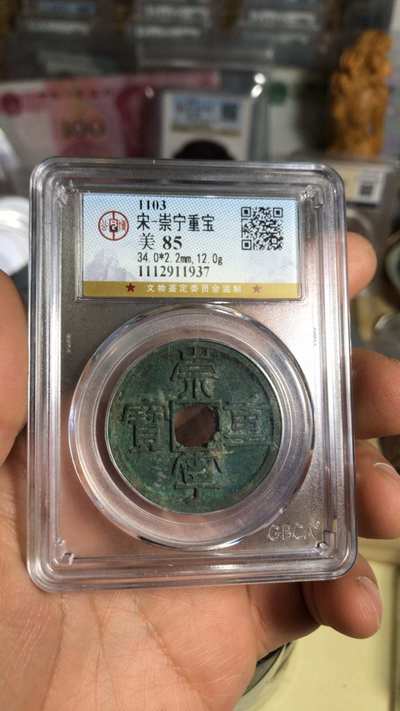 1103
宋·崇宁重宝
美 85
34.0*2.2mm,12.0g
1112911937
★ 文物鉴定委员会监制 ★
崇
寶 重
寧
GBCA
100